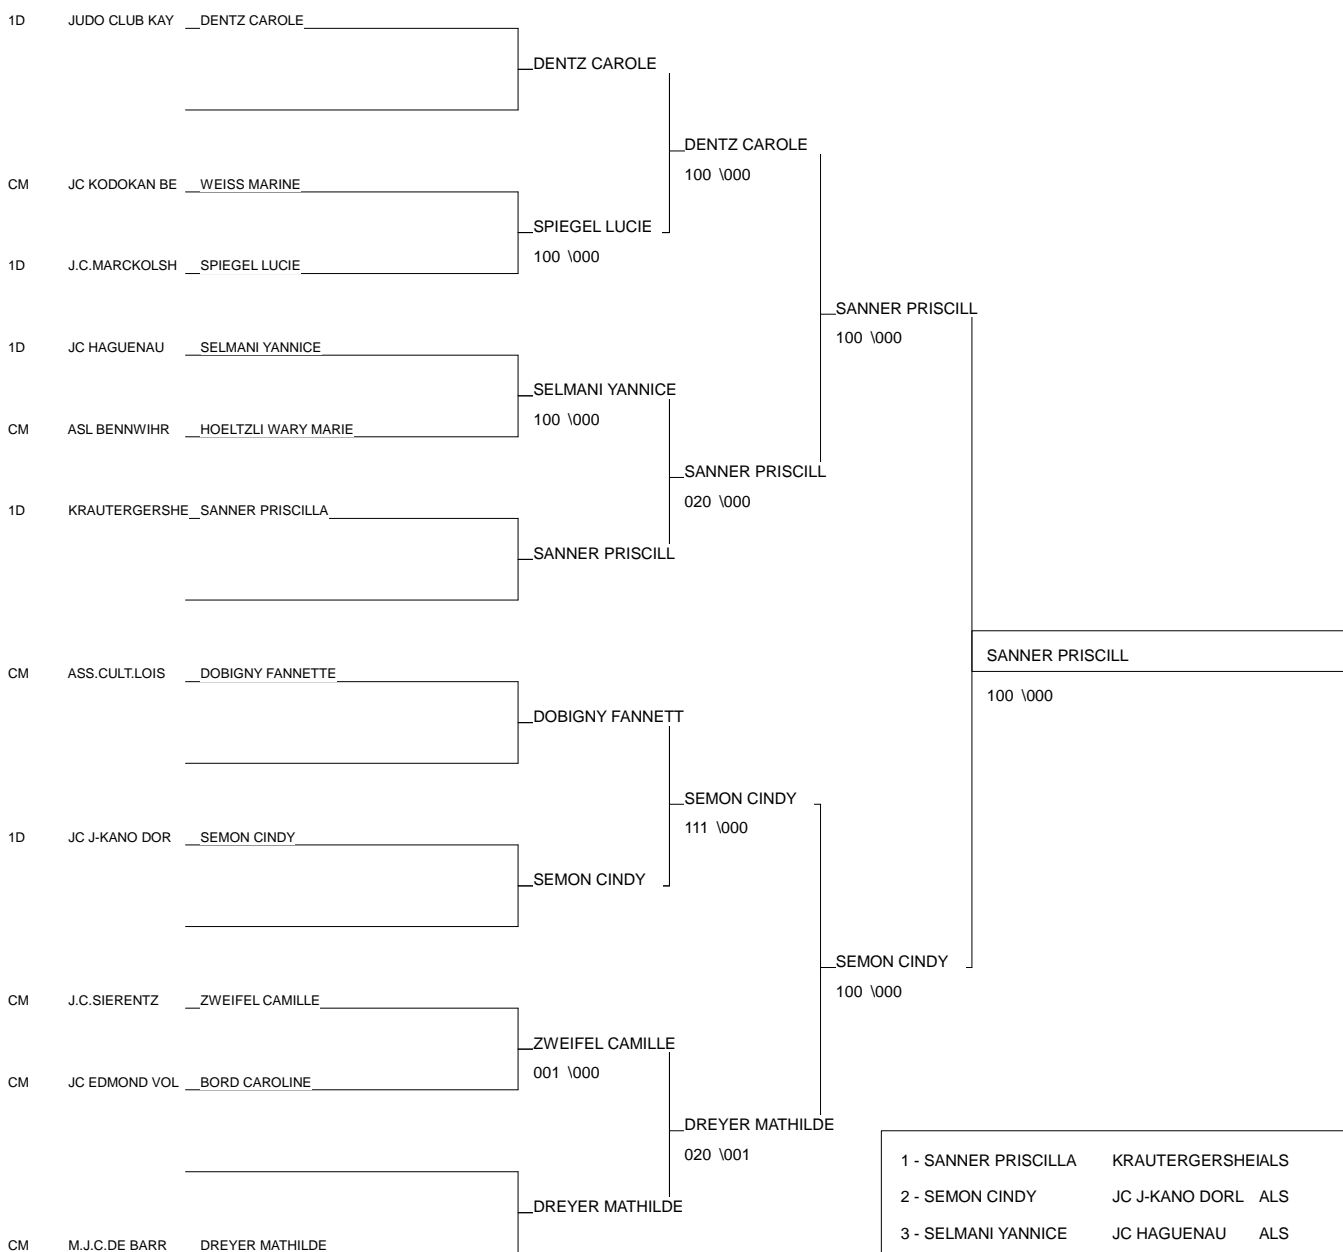 1D JUDO CLUB KAY DENTZ CAROLE
DENTZ CAROLE
DENTZ CAROLE
100 \000
CM JC KODOKAN BE WEISS MARINE
SPIEGEL LUCIE
100 \000
1D J.C.MARCKOLSH SPIEGEL LUCIE
SANNER PRISCILL
100 \000
1D JC HAGUENAU SELMANI YANNICE
SELMANI YANNICE
100 \000
CM ASL BENNWIHR HOELTZLI WARY MARIE
SANNER PRISCILL
020 \000
1D KRAUTERGERSHE SANNER PRISCILLA
SANNER PRISCILL
SANNER PRISCILL
100 \000
CM ASS.CULT.LOIS DOBIGNY FANNETTE
DOBIGNY FANNETT
SEMON CINDY
111 \000
1D JC J-KANO DOR SEMON CINDY
SEMON CINDY
SEMON CINDY
100 \000
CM J.C.SIERENTZ ZWEIFEL CAMILLE
ZWEIFEL CAMILLE
001 \000
CM JC EDMOND VOL BORD CAROLINE
DREYER MATHILDE
020 \001
1 - SANNER PRISCILLA KRAUTERGERSHEIALS
2 - SEMON CINDY JC J-KANO DORL ALS
DREYER MATHILDE
3 - SELMANI YANNICE JC HAGUENAU ALS
CM M.J.C.DE BARR DREYER MATHILDE